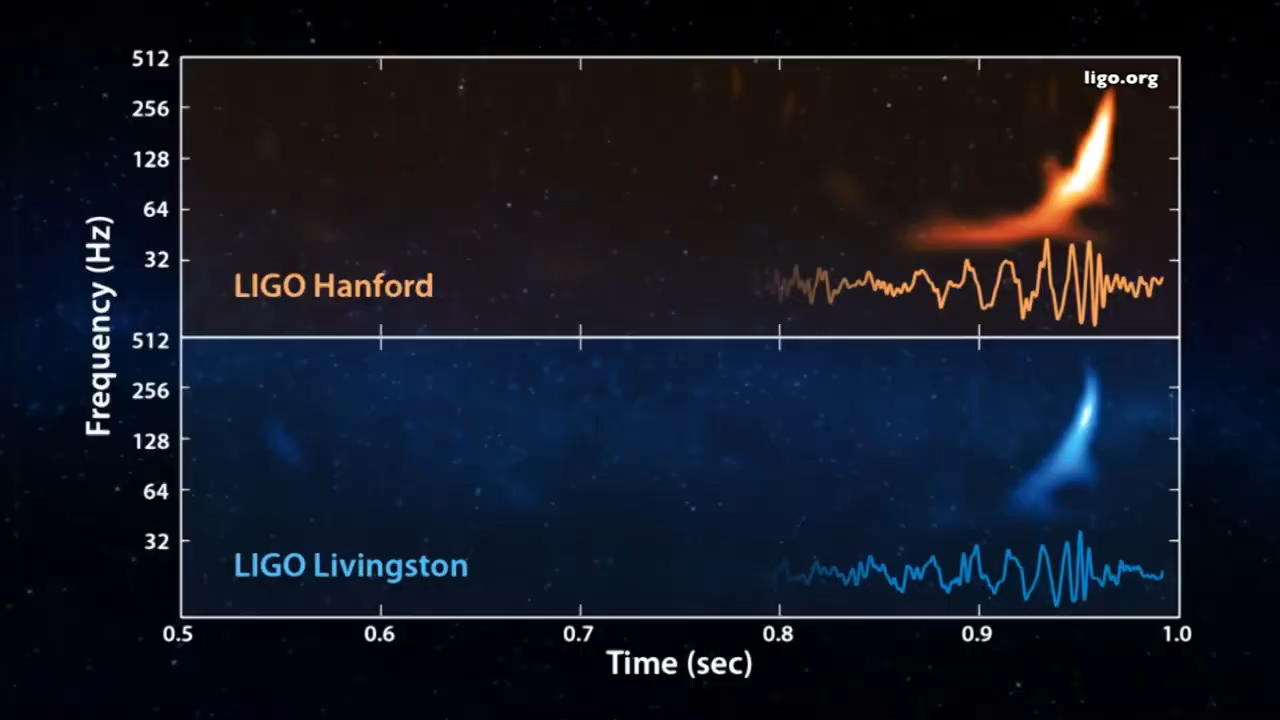 512
ligo.org
256
128
64
32
LIGO Hanford
Frequency (Hz)
512
256
128
64
32
LIGO Livingston
0.5 0.6 0.7 0.8 0.9 1.0
Time (sec)